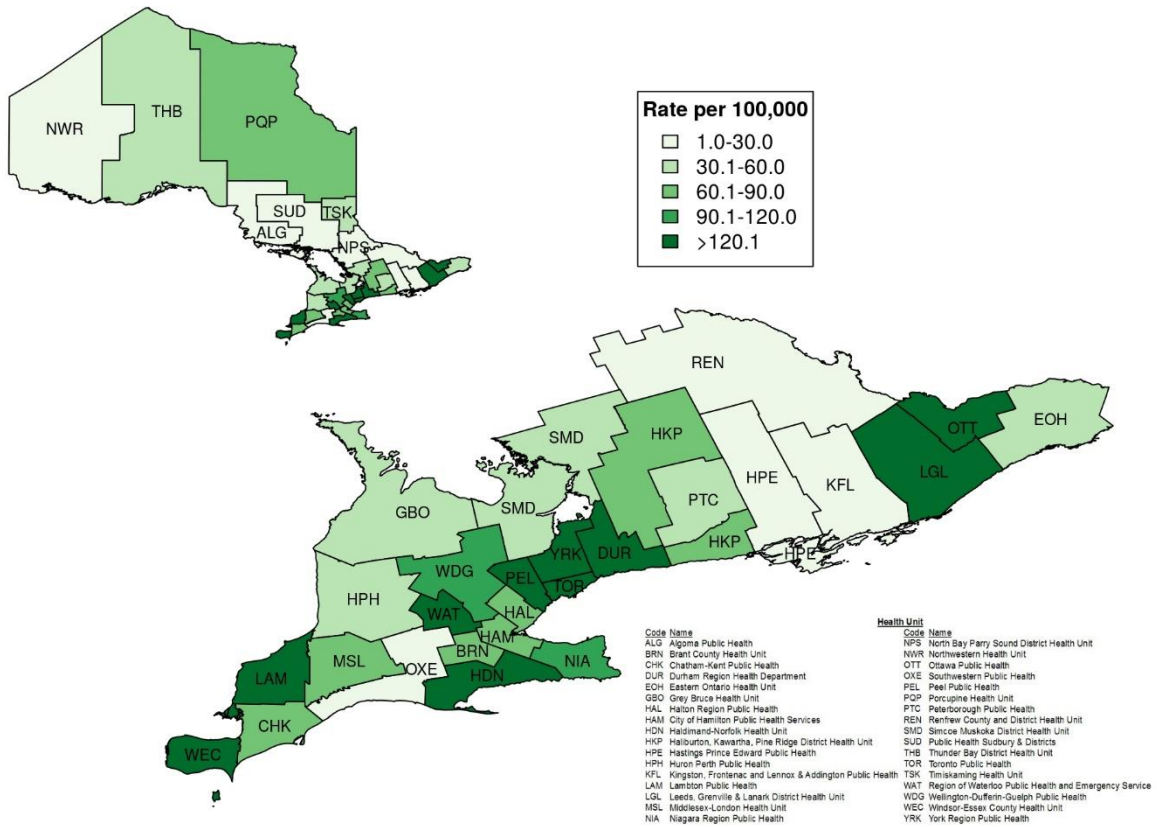 NWR
THB
PQP
SUD
TSK
ALG
NPS
Rate per 100,000
1.0-30.0
30.1-60.0
60.1-90.0
90.1-120.0
>120.1
REN
SMD
HKP
OTT
EOH
HPE
KFL
LGL
PTC
GBO
SMD
HKP
YRK
DUR
HPE
WDG
PEL
TOR
HPH
WAT
HAL
HAM
MSL
BRN
OXE
NIA
LAM
HDN
CHK
WEC
Health Unit
Code Name
ALG Algoma Public Health
BRN Brant County Health Unit
CHK Chatham-Kent Public Health
DUR Durham Region Health Department
EOH Eastern Ontario Health Unit
GBO Grey Bruce Health Unit
HAL Halton Region Public Health
HAM City of Hamilton Public Health Services
HDN Haldimand-Norfolk Health Unit
HKP Haliburton, Kawartha, Pine Ridge District Health Unit
HPE Hastings Prince Edward Public Health
HPH Huron Perth Public Health
KFL Kingston, Frontenac and Lennox & Addington Public Health
LAM Lambton Public Health
LGL Leeds, Grenville & Lanark District Health Unit
MSL Middlesex-London Health Unit
NIA Niagara Region Public Health
Code Name
NPS North Bay Parry Sound District Health Unit
NWR Northwestern Health Unit
OTT Ottawa Public Health
OXE Southwestern Public Health
PEL Peel Public Health
PQP Porcupine Health Unit
PTC Peterborough Public Health
REN Renfrew County and District Health Unit
SMD Simcoe Muskoka District Health Unit
SUD Public Health Sudbury & Districts
THB Thunder Bay District Health Unit
TOR Toronto Public Health
TSK Timiskaming Health Unit
WAT Region of Waterloo Public Health and Emergency Service
WDG Wellington-Dufferin-Guelph Public Health
WEC Windsor-Essex County Health Unit
YRK York Region Public Health